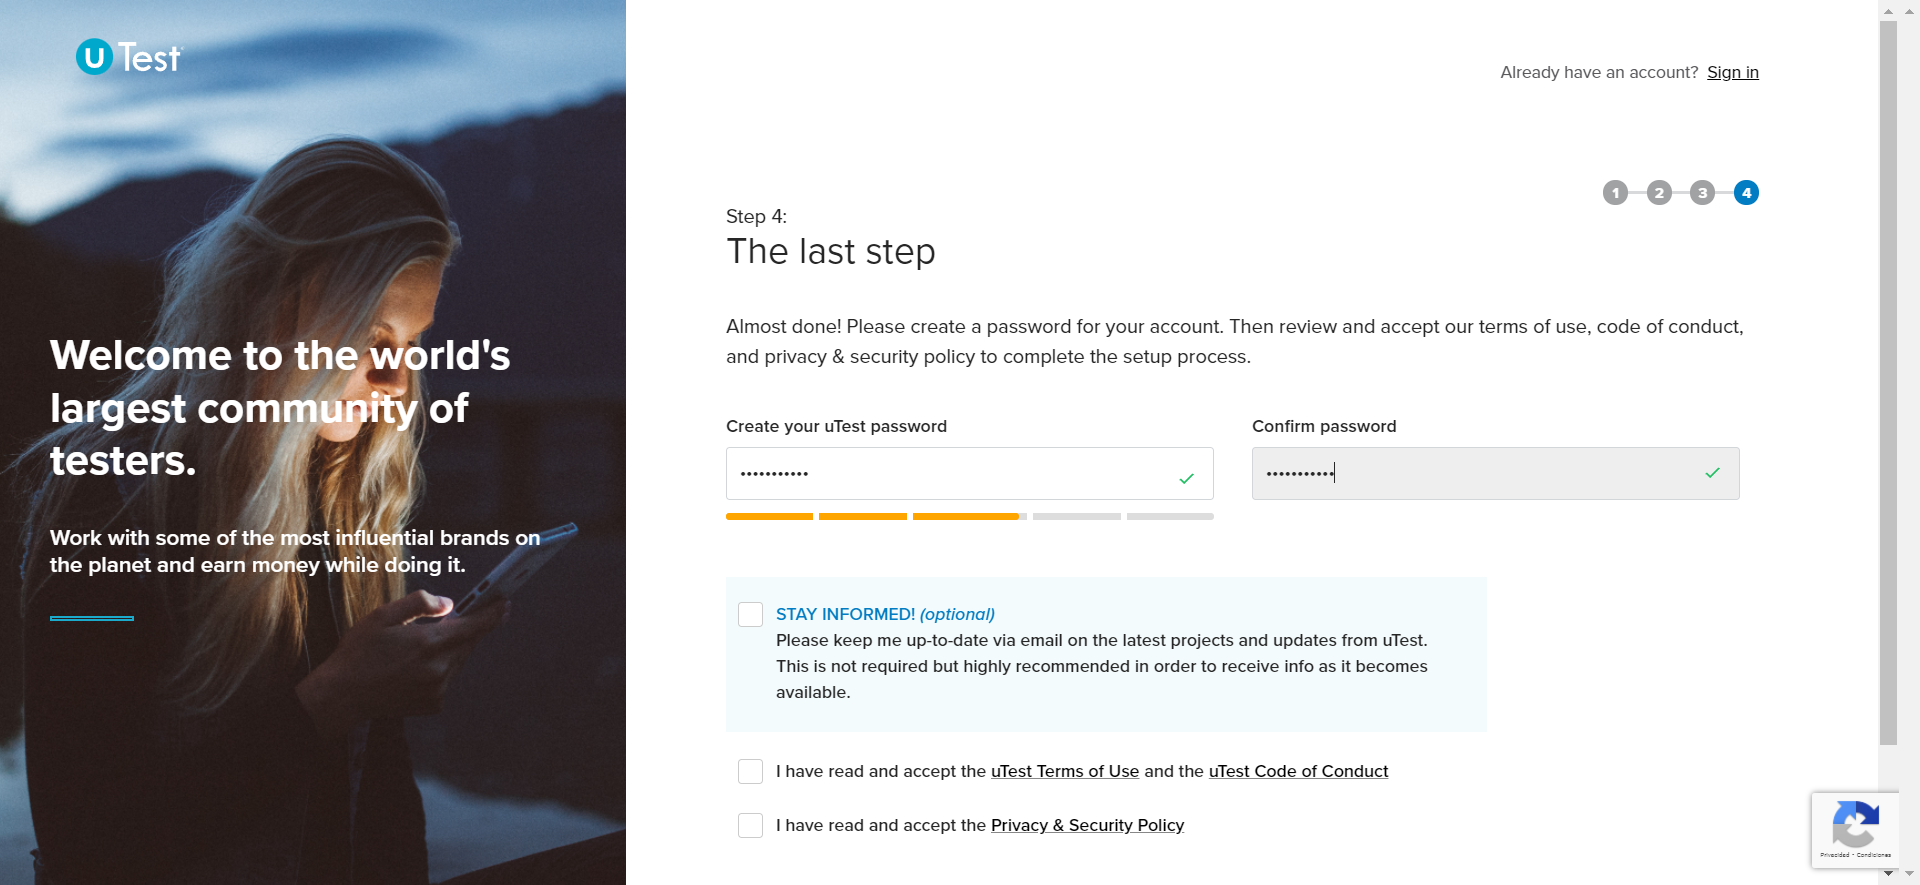 U Test
Already have an account? Sign in
1 2 3 4
Step 4:
The last step
Welcome to the world's
largest community of
testers.
Work with some of the most influential brands on
the planet and earn money while doing it.
Almost done! Please create a password for your account. Then review and accept our terms of use, code of conduct,
and privacy & security policy to complete the setup process.
Create your uTest password
Confirm password
STAY INFORMED! (optional)
Please keep me up-to-date via email on the latest projects and updates from uTest.
This is not required but highly recommended in order to receive info as it becomes
available.
I have read and accept the uTest Terms of Use and the uTest Code of Conduct
I have read and accept the Privacy & Security Policy
Privacidad - Condiciones